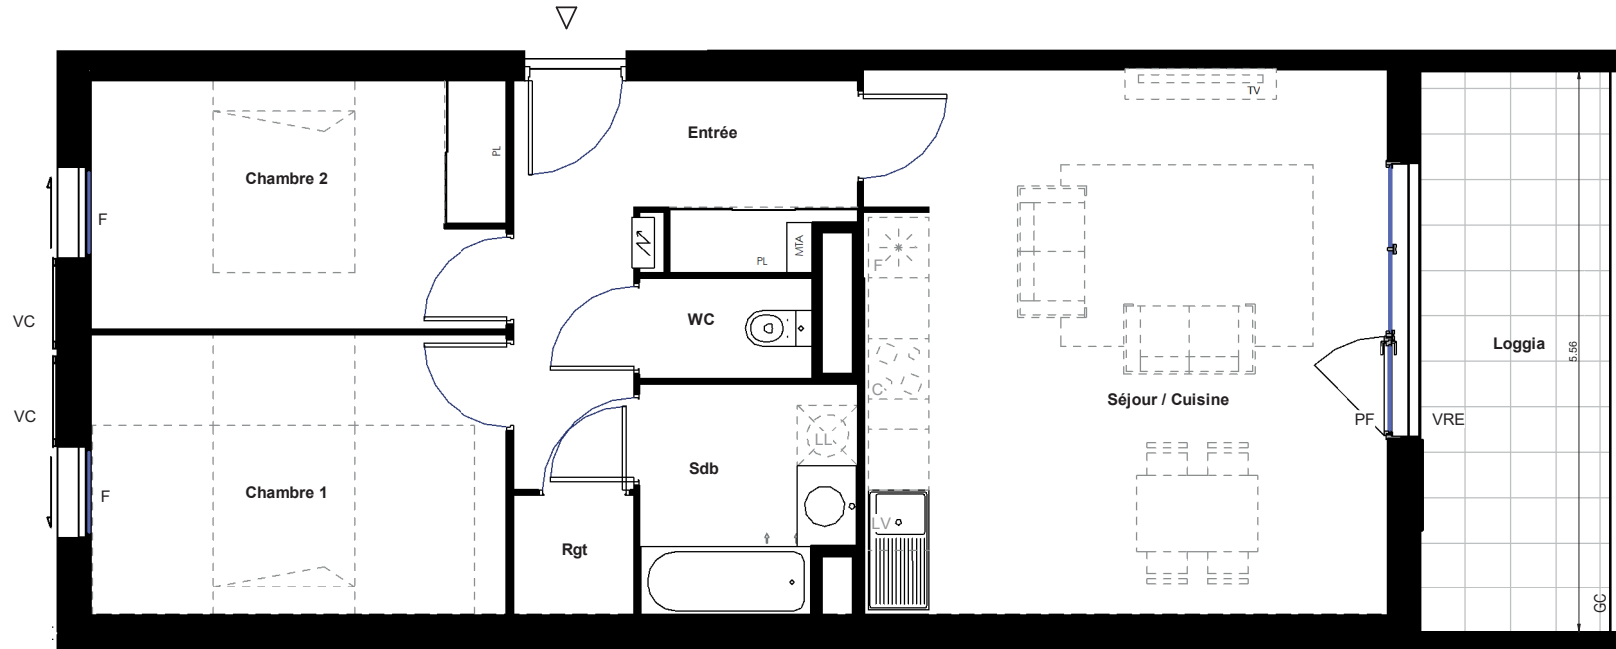 TV
Entrée
PL
Chambre 2
F
MTA
PL
F
VC
WC
Loggia
5.56
C
Séjour / Cuisine
VC
PF
VRE
LL
Sdb
Chambre 1
F
LV
Rgt
GC